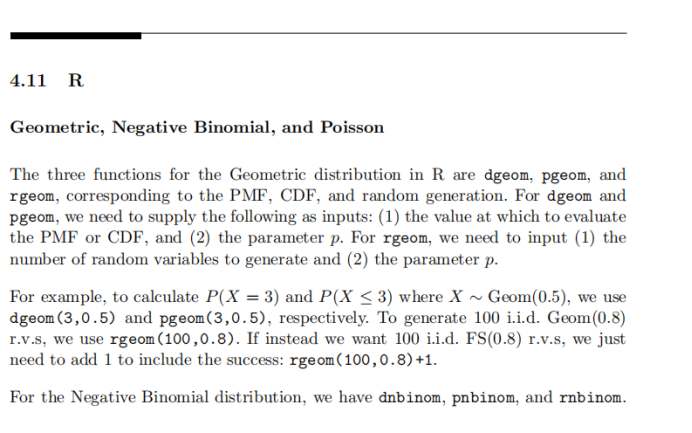 4.11 R
Geometric, Negative Binomial, and Poisson
The three functions for the Geometric distribution in R are dgeom, pgeom, and
rgeom, corresponding to the PMF, CDF, and random generation. For dgeom and
pgeom, we need to supply the following as inputs: (1) the value at which to evaluate
the PMF or CDF, and (2) the parameter p. For rgeom, we need to input (1) the
number of random variables to generate and (2) the parameter p.
For example, to calculate P(X = 3) and P(X ≤ 3) where X ∼ Geom(0.5), we use
dgeom(3,0.5) and pgeom(3,0.5), respectively. To generate 100 i.i.d. Geom(0.8)
r.v.s, we use rgeom(100,0.8). If instead we want 100 i.i.d. FS(0.8) r.v.s, we just
need to add 1 to include the success: rgeom(100,0.8)+1.
For the Negative Binomial distribution, we have dnbinom, pnbinom, and rnbinom.